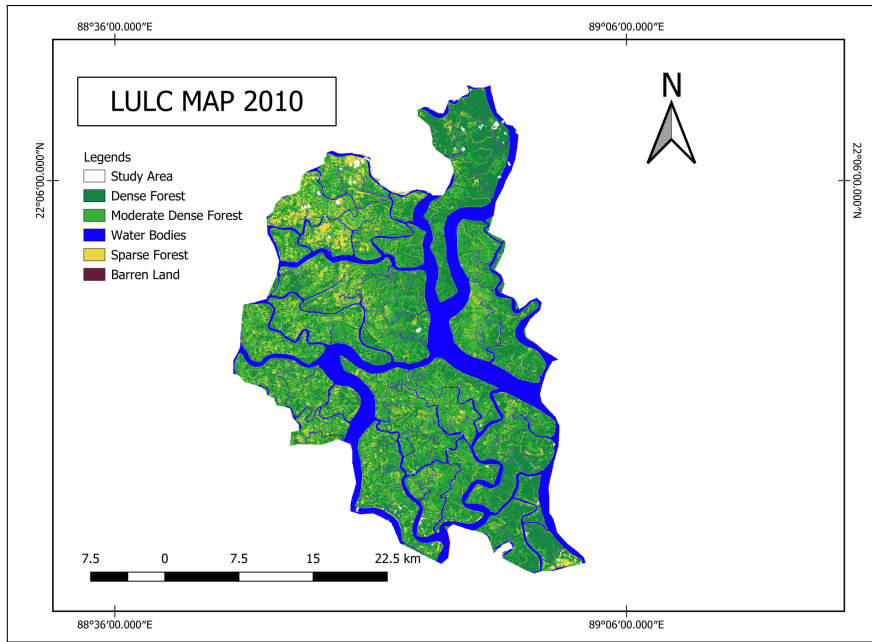 88°36′00.000″E 89°06′00.000″E
LULC MAP 2010
N
22°06′00.000″N 22°06′00.000″N
Legends
Study Area
Dense Forest
Moderate Dense Forest
Water Bodies
Sparse Forest
Barren Land
7.5 0 7.5 15 22.5 km
88°36′00.000″E 89°06′00.000″E